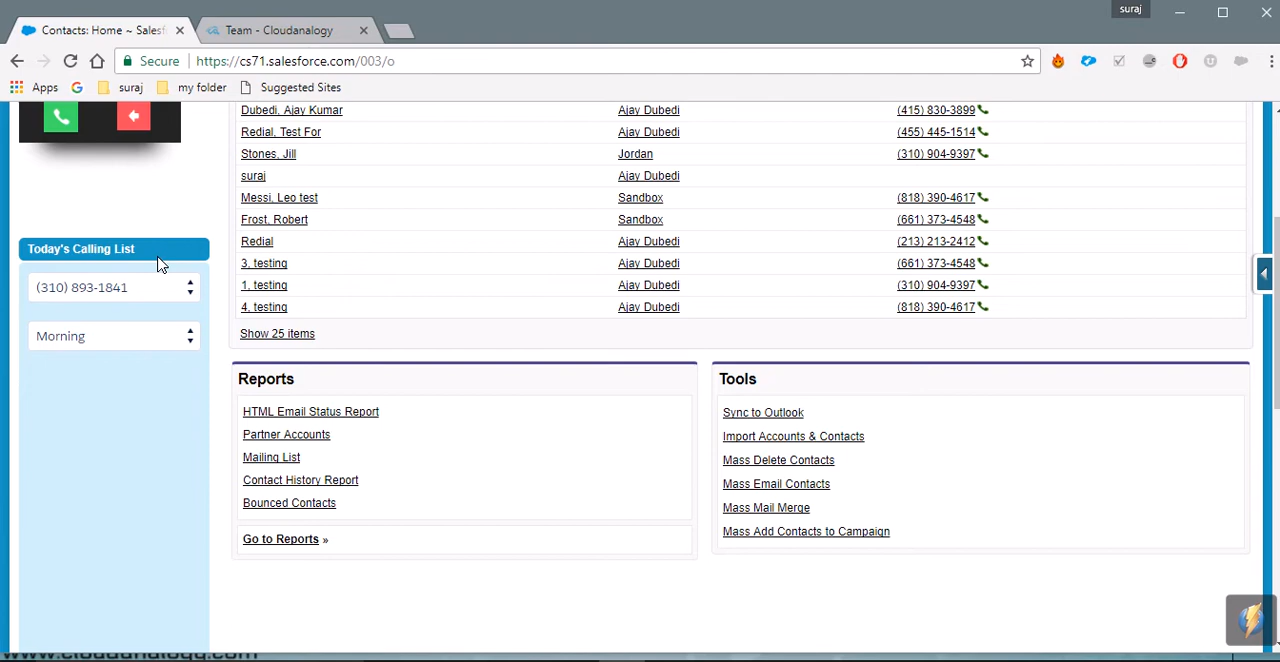 suraj
Contacts: Home ~ Salesf
Team - Cloudanalogy
Secure
https://cs71.salesforce.com/003/o
Apps
suraj
my folder
Suggested Sites
Dubedi, Ajay Kumar Ajay Dubedi (415) 830-3899
Redial, Test For Ajay Dubedi (455) 445-1514
Stones, Jill Jordan (310) 904-9397
suraj Ajay Dubedi
Messi, Leo test Sandbox (818) 390-4617
Frost, Robert Sandbox (661) 373-4548
Redial Ajay Dubedi (213) 213-2412
3, testing Ajay Dubedi (661) 373-4548
1, testing Ajay Dubedi (310) 904-9397
4, testing Ajay Dubedi (818) 390-4617
Show 25 items
Today's Calling List
(310) 893-1841
Morning
Reports
HTML Email Status Report
Partner Accounts
Mailing List
Contact History Report
Bounced Contacts
Go to Reports »
Tools
Sync to Outlook
Import Accounts & Contacts
Mass Delete Contacts
Mass Email Contacts
Mass Mail Merge
Mass Add Contacts to Campaign